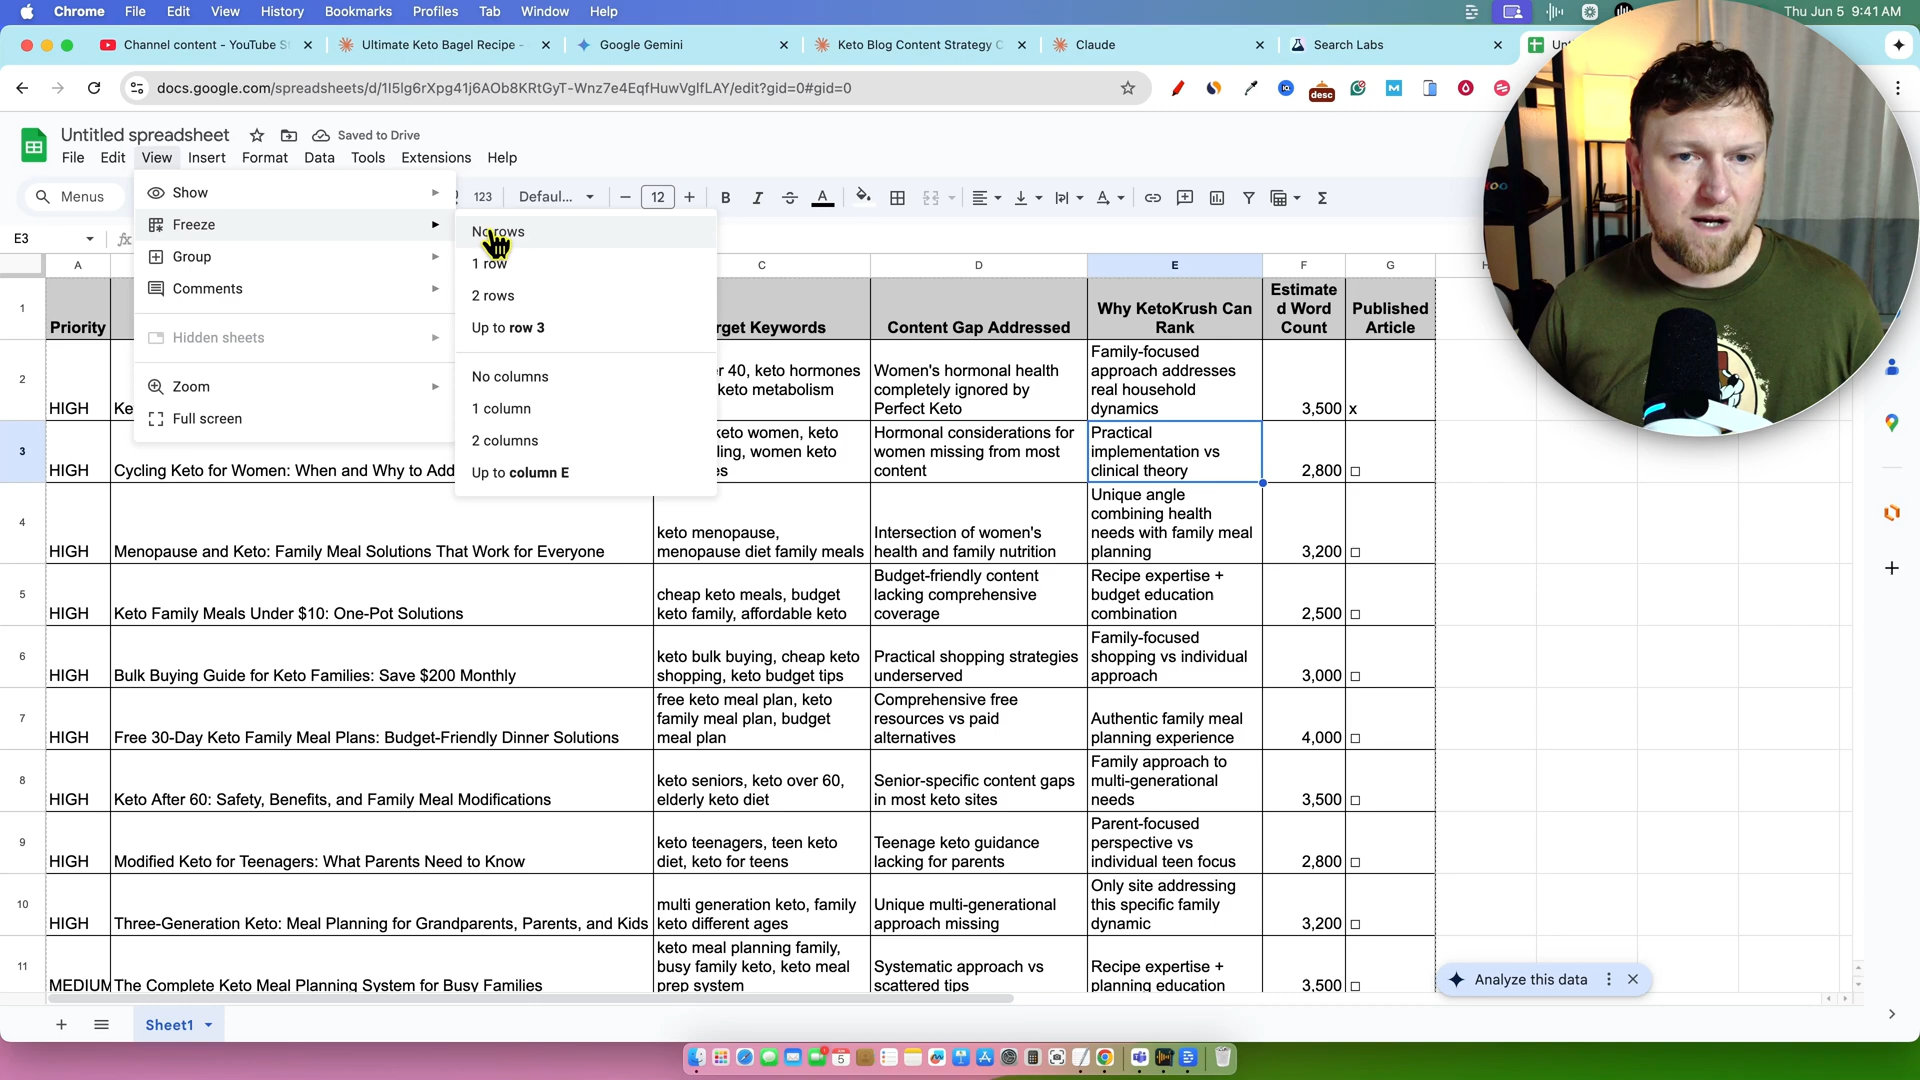 Chrome File Edit View History Bookmarks Profiles Tab Window Help
Thu Jun 5 9:41 AM
Channel content - YouTube S
Ultimate Keto Bagel Recipe -
Google Gemini
Keto Blog Content Strategy C
Claude
Search Labs
docs.google.com/spreadsheets/d/1I5lg6rXpg41j6AOb8KRtGyT-Wnz7e4EqfHuwVgIfLAY/edit?gid=0#gid=0
desc
Untitled spreadsheet
Saved to Drive
File Edit View Insert Format Data Tools Extensions Help
Menus
123
Defaul...
12
E3
Show
Freeze
Group
Comments
Hidden sheets
Zoom
Full screen
No rows
1 row
2 rows
Up to row 3
No columns
1 column
2 columns
Up to column E
A C D E F G H
1
Priority
rget Keywords
Content Gap Addressed
Why KetoKrush Can
Rank
Estimate
d Word
Count
Published
Article
2
HIGH
Ke
r 40, keto hormones
keto metabolism
Women's hormonal health
completely ignored by
Perfect Keto
Family-focused
approach addresses
real household
dynamics
3,500
x
3
HIGH
Cycling Keto for Women: When and Why to Add
keto women, keto
ling, women keto
es
Hormonal considerations for
women missing from most
content
Practical
implementation vs
clinical theory
2,800
□
4
HIGH
Menopause and Keto: Family Meal Solutions That Work for Everyone
keto menopause,
menopause diet family meals
Intersection of women's
health and family nutrition
Unique angle
combining health
needs with family meal
planning
3,200
□
5
HIGH
Keto Family Meals Under $10: One-Pot Solutions
cheap keto meals, budget
keto family, affordable keto
Budget-friendly content
lacking comprehensive
coverage
Recipe expertise +
budget education
combination
2,500
□
6
HIGH
Bulk Buying Guide for Keto Families: Save $200 Monthly
keto bulk buying, cheap keto
shopping, keto budget tips
Practical shopping strategies
underserved
Family-focused
shopping vs individual
approach
3,000
□
7
HIGH
Free 30-Day Keto Family Meal Plans: Budget-Friendly Dinner Solutions
free keto meal plan, keto
family meal plan, budget
meal plan
Comprehensive free
resources vs paid
alternatives
Authentic family meal
planning experience
4,000
□
8
HIGH
Keto After 60: Safety, Benefits, and Family Meal Modifications
keto seniors, keto over 60,
elderly keto diet
Senior-specific content gaps
in most keto sites
Family approach to
multi-generational
needs
3,500
□
9
HIGH
Modified Keto for Teenagers: What Parents Need to Know
keto teenagers, teen keto
diet, keto for teens
Teenage keto guidance
lacking for parents
Parent-focused
perspective vs
individual teen focus
2,800
□
10
HIGH
Three-Generation Keto: Meal Planning for Grandparents, Parents, and Kids
multi generation keto, family
keto different ages
Unique multi-generational
approach missing
Only site addressing
this specific family
dynamic
3,200
□
11
MEDIUM
The Complete Keto Meal Planning System for Busy Families
keto meal planning family,
busy family keto, keto meal
prep system
Systematic approach vs
scattered tips
Recipe expertise +
planning education
3,500
□
Analyze this data
Sheet1